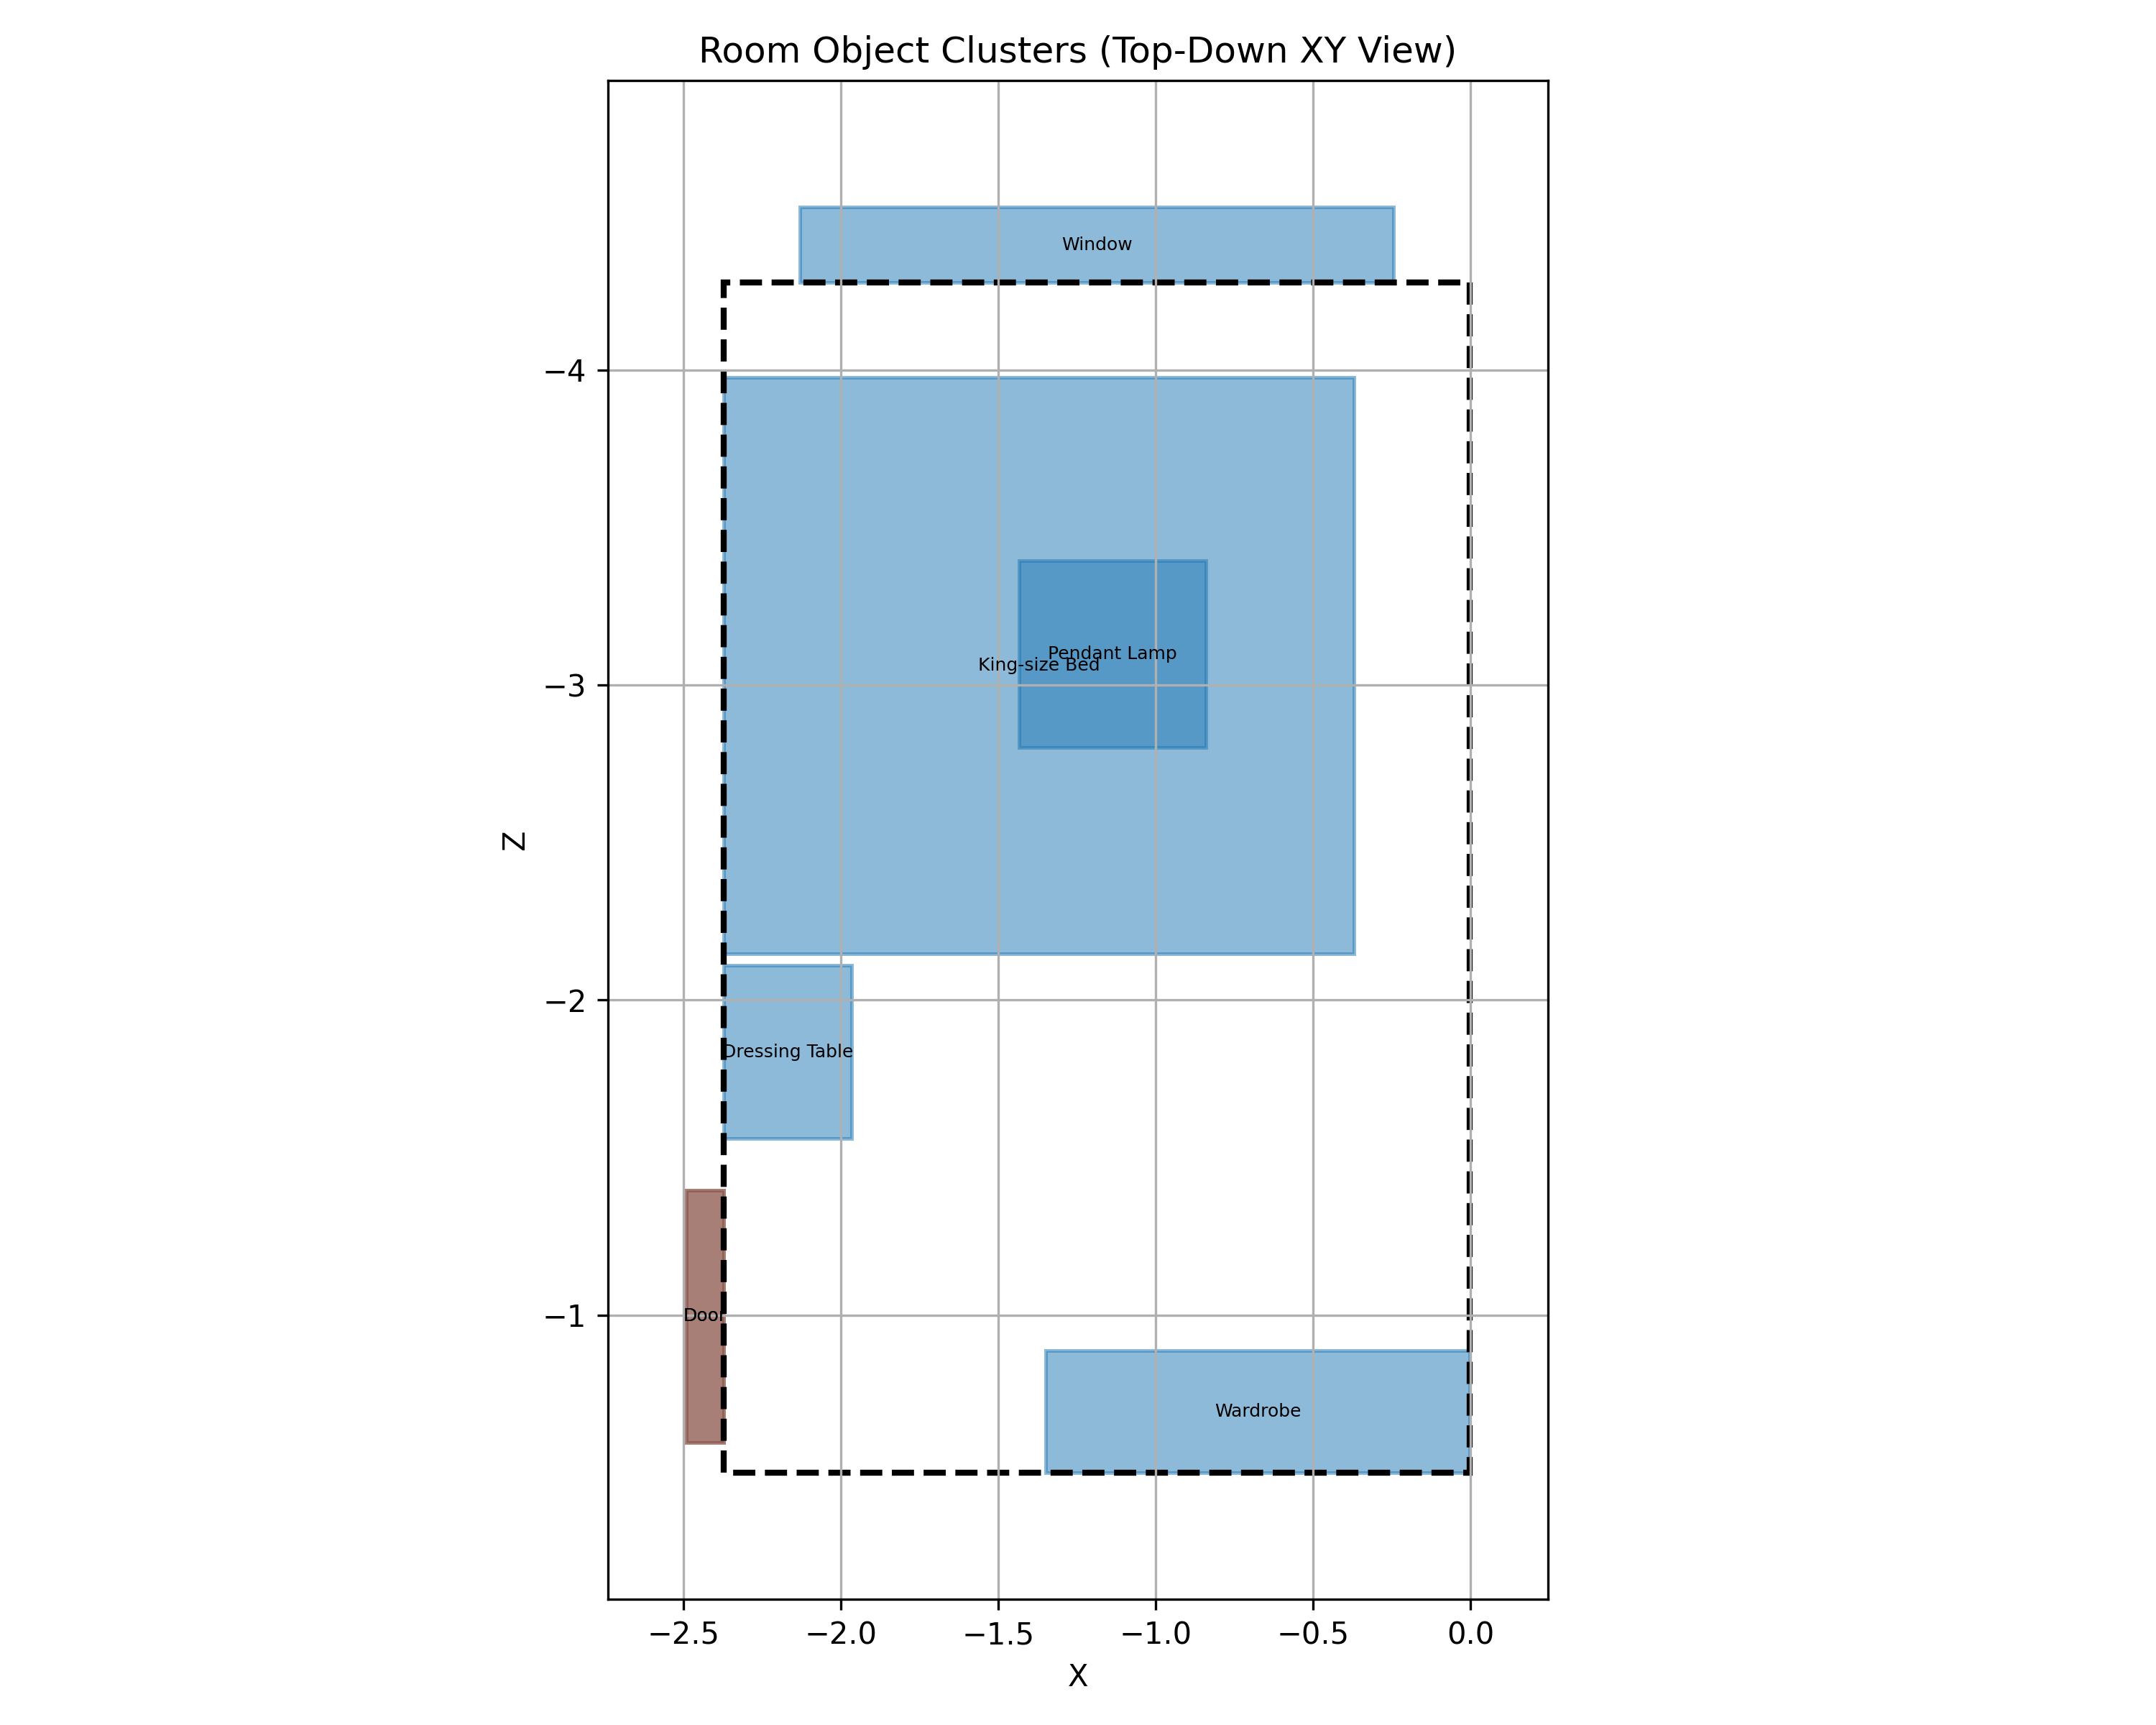 Room Object Clusters (Top-Down XY View)
Window
−4
Pendant Lamp
King-size Bed
−3
Z
−2
Dressing Table
−1
Door
Wardrobe
−2.5 −2.0 −1.5 −1.0 −0.5 0.0
X